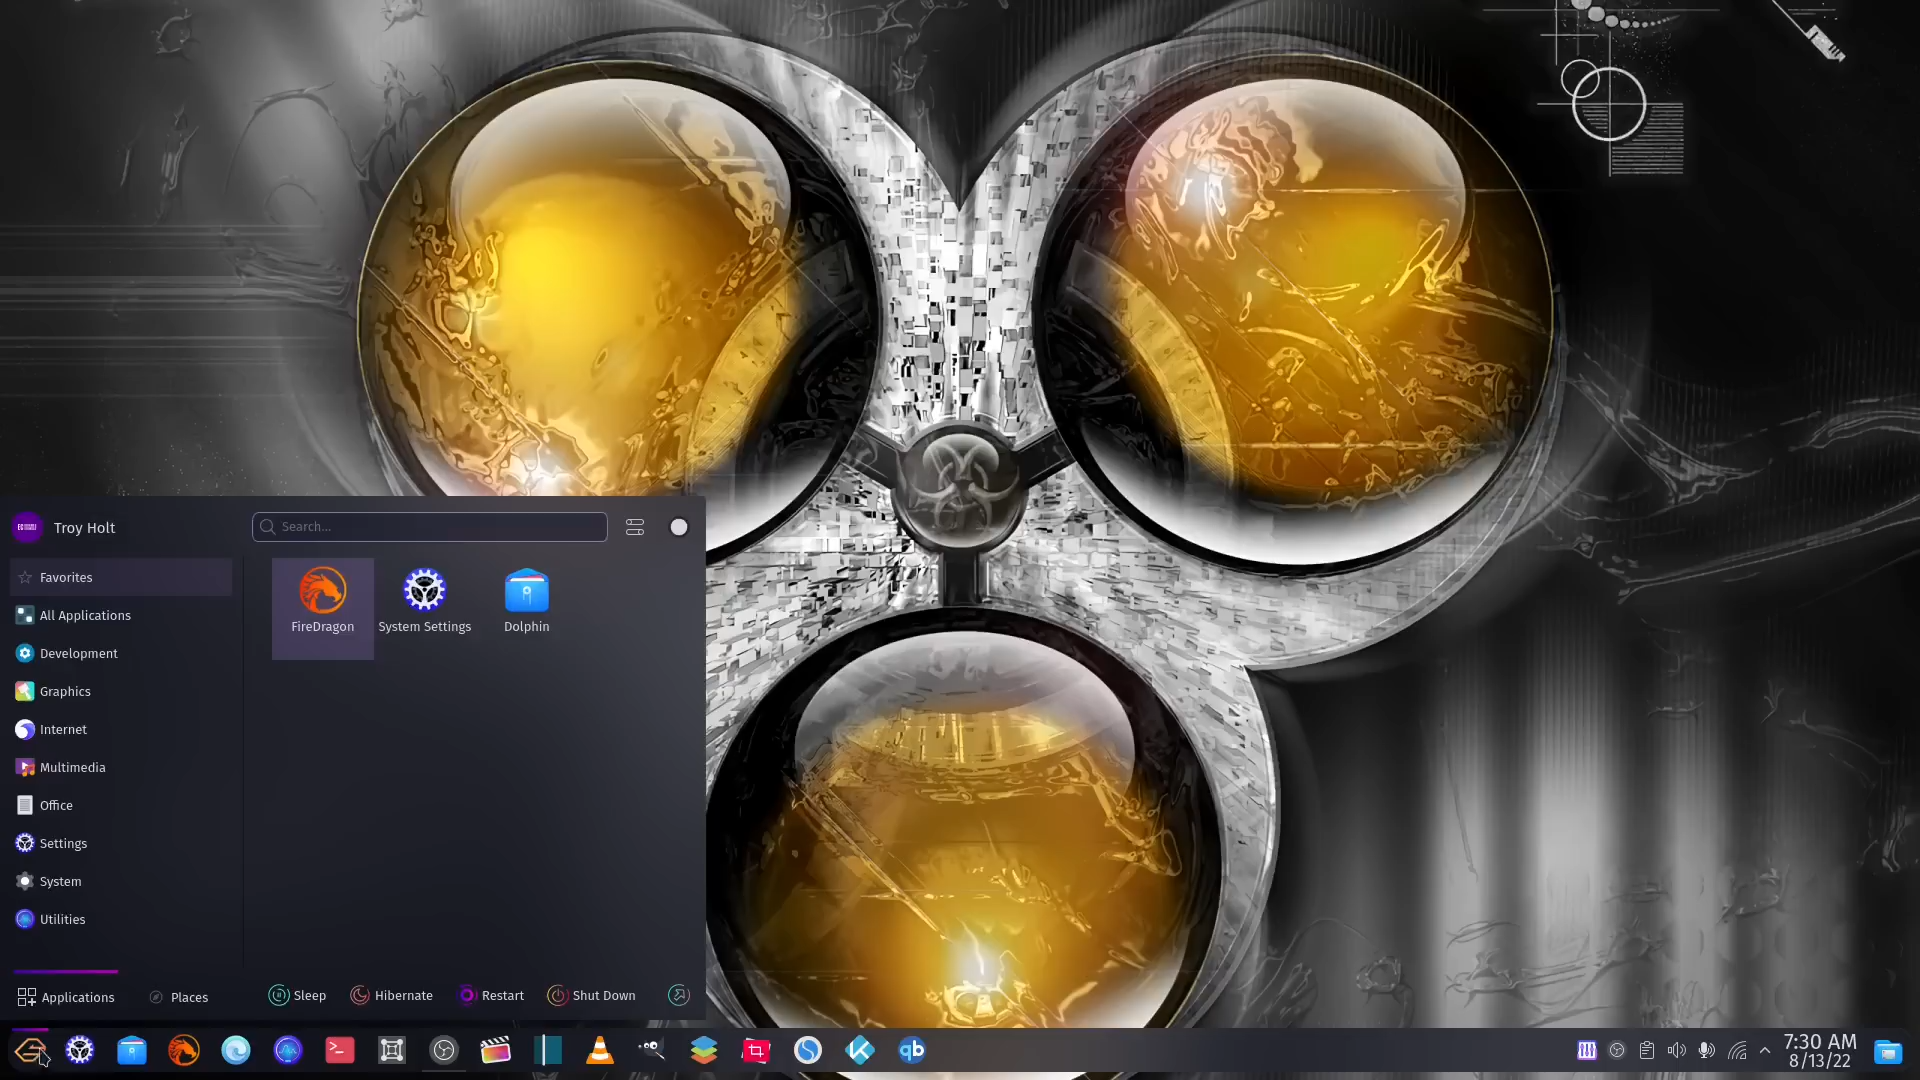 Troy Holt
Search...
Favorites
All Applications
Development
Graphics
Internet
Multimedia
Office
Settings
System
Utilities
FireDragon
System Settings
Dolphin
Applications
Places
Sleep
Hibernate
Restart
Shut Down
qb
7:30 AM
8/13/22